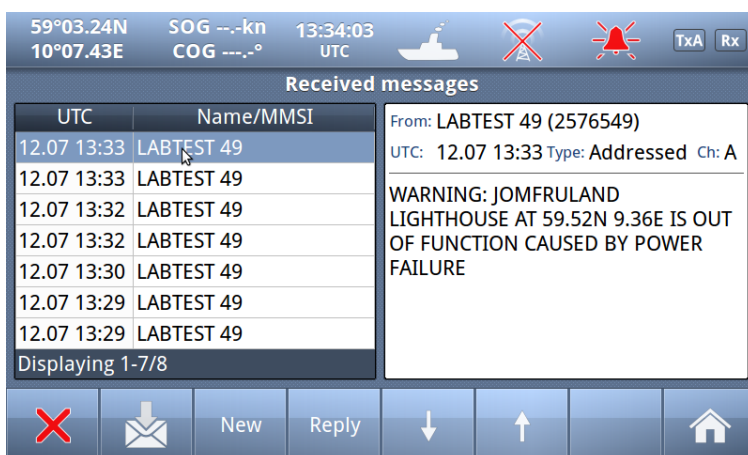 59°03.24N SOG --.-kn 13:34:03
10°07.43E COG ---.-° UTC TxA Rx
Received messages
UTC Name/MMSI
12.07 13:33 LABTEST 49
12.07 13:33 LABTEST 49
12.07 13:32 LABTEST 49
12.07 13:32 LABTEST 49
12.07 13:30 LABTEST 49
12.07 13:29 LABTEST 49
12.07 13:29 LABTEST 49
Displaying 1-7/8
From: LABTEST 49 (2576549)
UTC: 12.07 13:33 Type: Addressed Ch: A
WARNING: JOMFRULAND
LIGHTHOUSE AT 59.52N 9.36E IS OUT
OF FUNCTION CAUSED BY POWER
FAILURE
New Reply